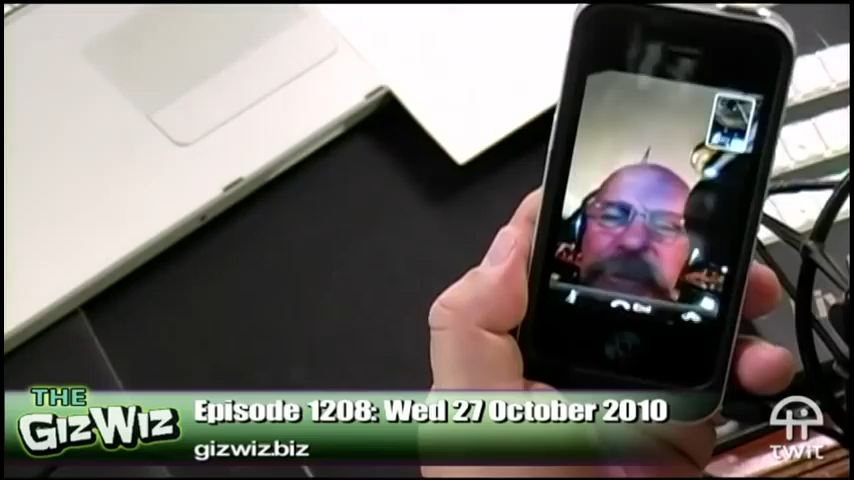 End
THE
GIZWIZ
Episode 1208: Wed 27 October 2010
gizwiz.biz
TWiT